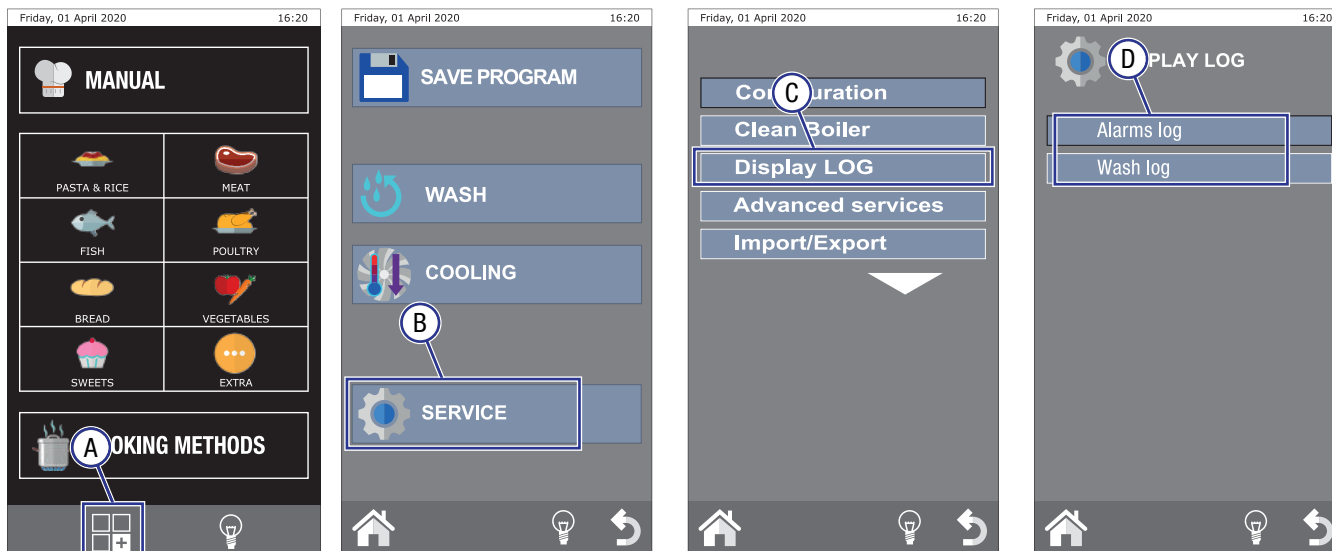 Friday, 01 April 2020 16:20
MANUAL
PASTA & RICE MEAT
FISH POULTRY
BREAD VEGETABLES
SWEETS EXTRA
A OKING METHODS
Friday, 01 April 2020 16:20
SAVE PROGRAM
WASH
COOLING
B
SERVICE
Friday, 01 April 2020 16:20
Co C uration
Clean Boiler
Display LOG
Advanced services
Import/Export
Friday, 01 April 2020 16:20
D PLAY LOG
Alarms log
Wash log